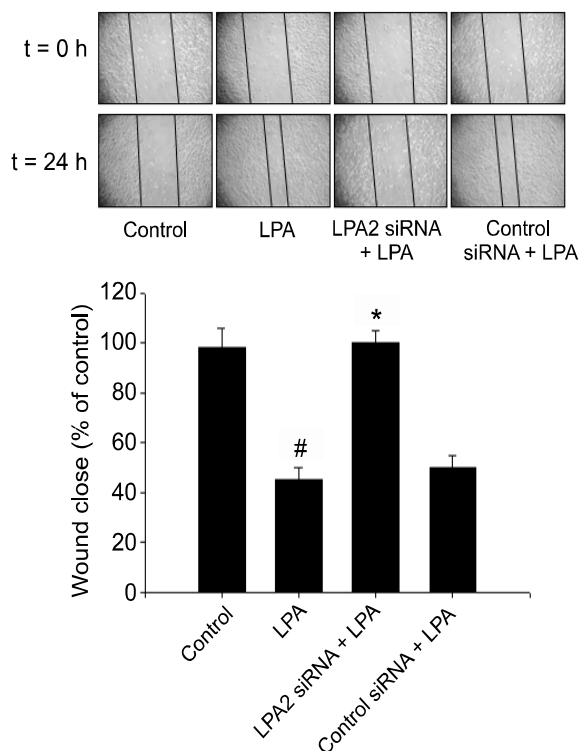 t = 0 h
t = 24 h
Control
LPA
LPA2 siRNA
+ LPA
Control
siRNA + LPA
Wound close (% of control)
120
100
80
60
40
20
0
#
*
Control
LPA
LPA2 siRNA + LPA
Control siRNA + LPA